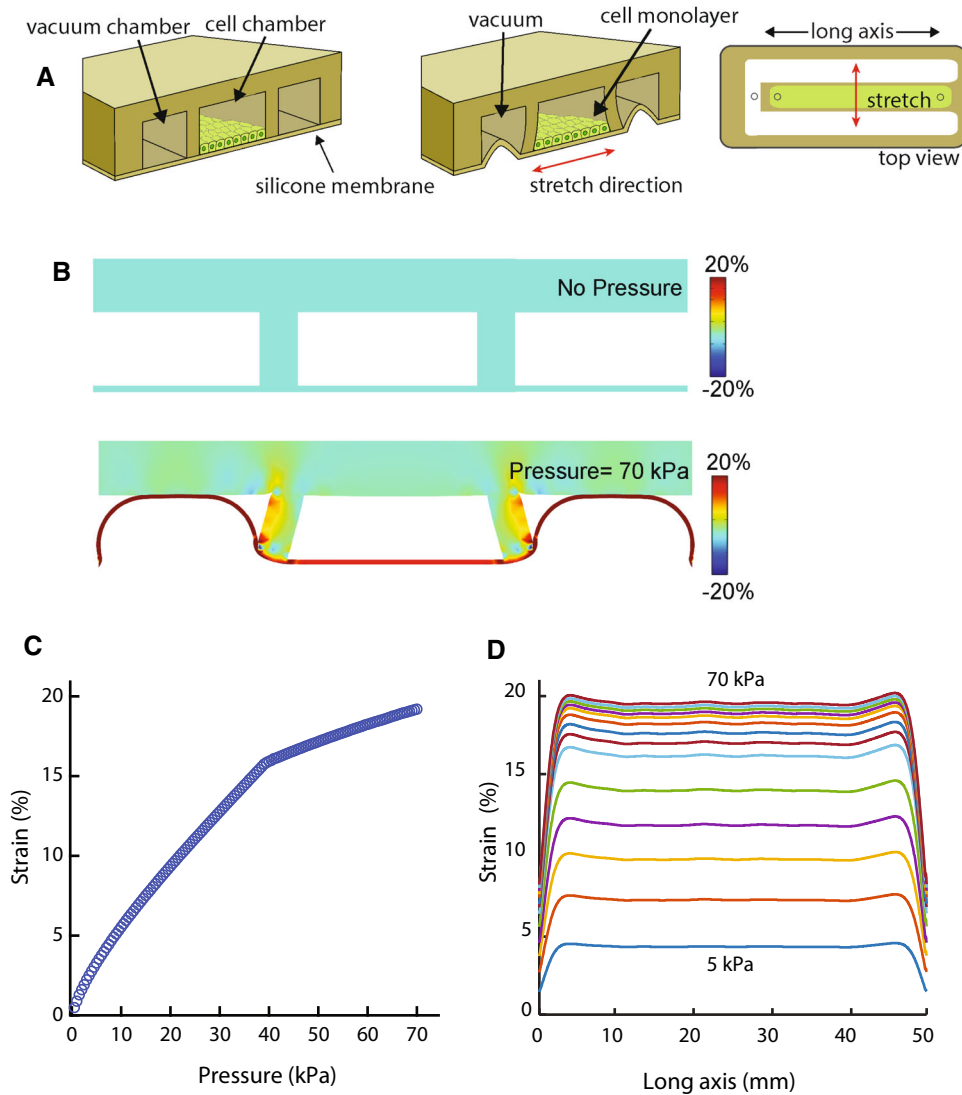 A
vacuum chamber
cell chamber
silicone membrane
vacuum
cell monolayer
stretch direction
long axis
stretch
top view
B
No Pressure
20%
-20%
Pressure= 70 kPa
20%
-20%
C
Strain (%)
20
15
10
5
0
0 10 20 30 40 50 60 70
Pressure (kPa)
D
Strain (%)
20
15
10
5
0
70 kPa
5 kPa
0 10 20 30 40 50
Long axis (mm)